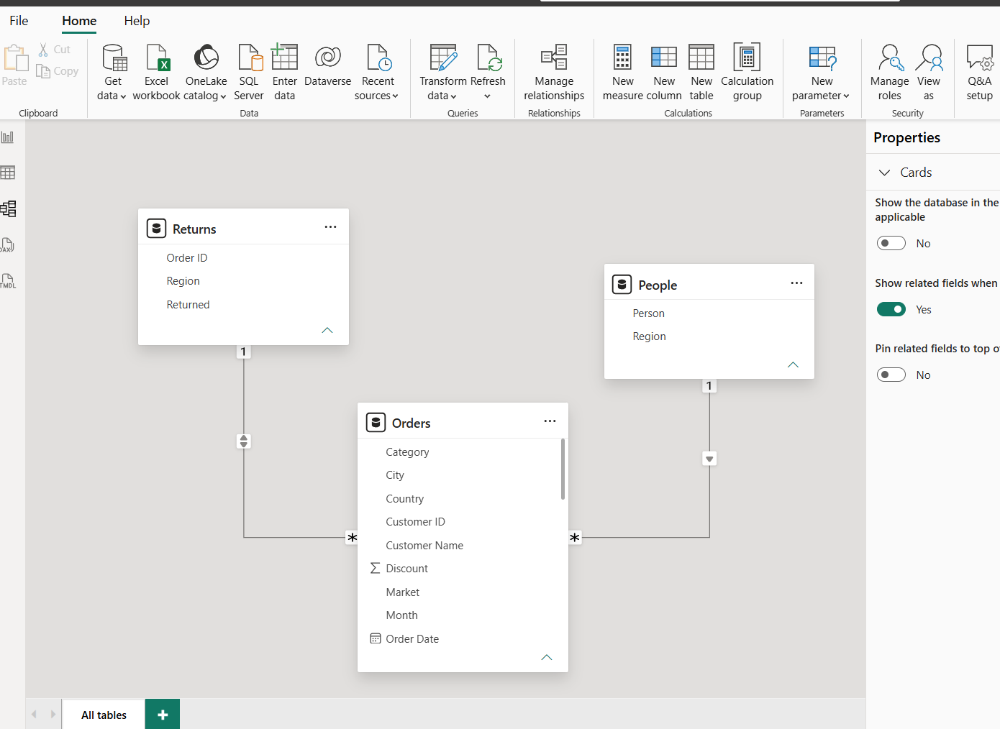 File Home Help
Paste
Cut
Copy
Clipboard
Get data
Excel workbook
OneLake catalog
SQL Server
Enter data
Dataverse
Recent sources
Data
Transform data
Refresh
Queries
Manage relationships
Relationships
New measure
New column
New table
Calculation group
Calculations
New parameter
Parameters
Manage roles
View as
Security
Q&A setup
DAX
TMDL
Returns
Order ID
Region
Returned
1
*
People
Person
Region
1
*
Orders
Category
City
Country
Customer ID
Customer Name
Σ Discount
Market
Month
Order Date
Properties
Cards
Show the database in the
applicable
No
Show related fields when
Yes
Pin related fields to top o
No
All tables +